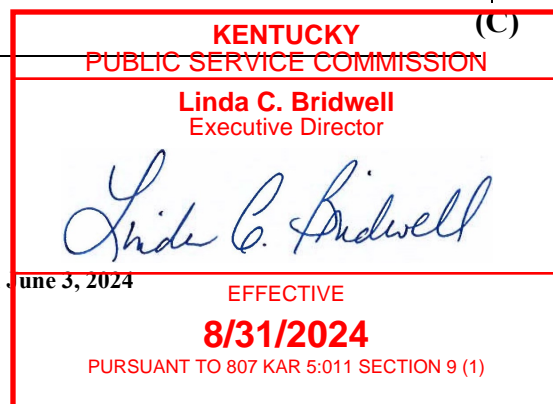 (C)
KENTUCKY
PUBLIC SERVICE COMMISSION
Linda C. Bridwell
Executive Director
Linda C. Bridwell
June 3, 2024
EFFECTIVE
8/31/2024
PURSUANT TO 807 KAR 5:011 SECTION 9 (1)